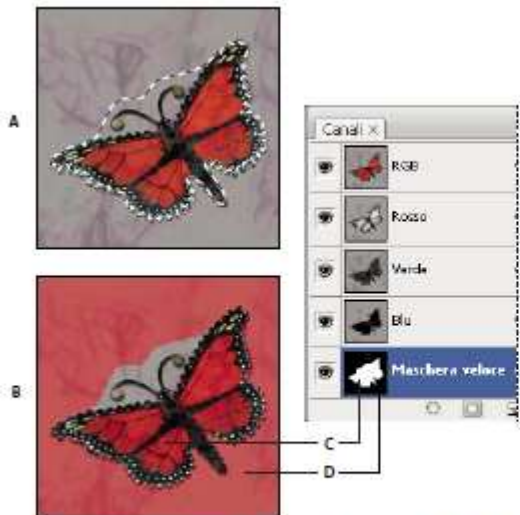 A
Canali ×
RGB
Rosso
Verde
Blu
Maschera veloce
B
C
D